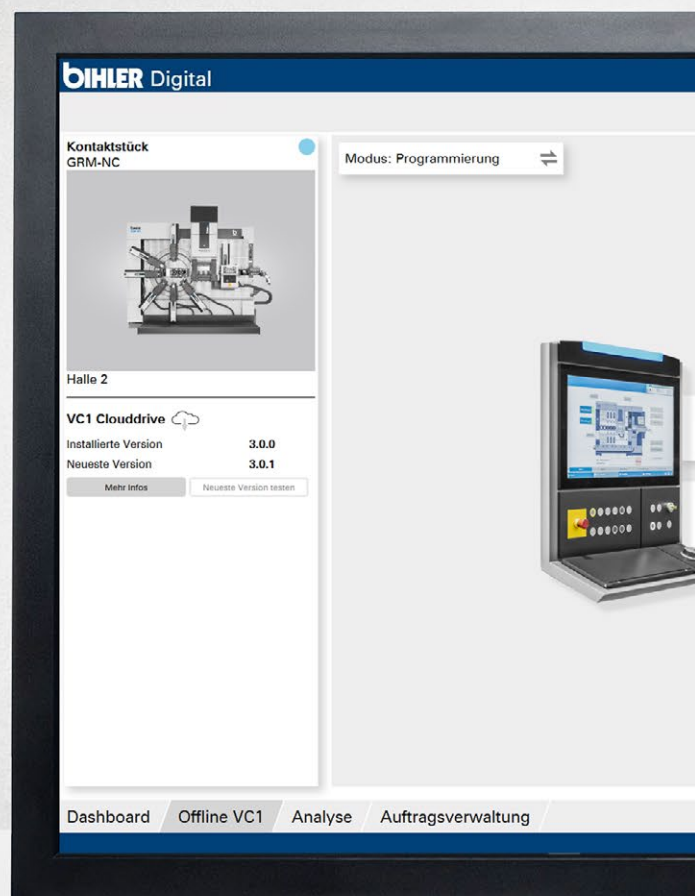 BIHLER Digital
Kontaktstück
GRM-NC
Modus: Programmierung
Halle 2
VC1 Clouddrive
Installierte Version 3.0.0
Neueste Version 3.0.1
Mehr Infos
Neueste Version testen
Dashboard
Offline VC1
Analyse
Auftragsverwaltung